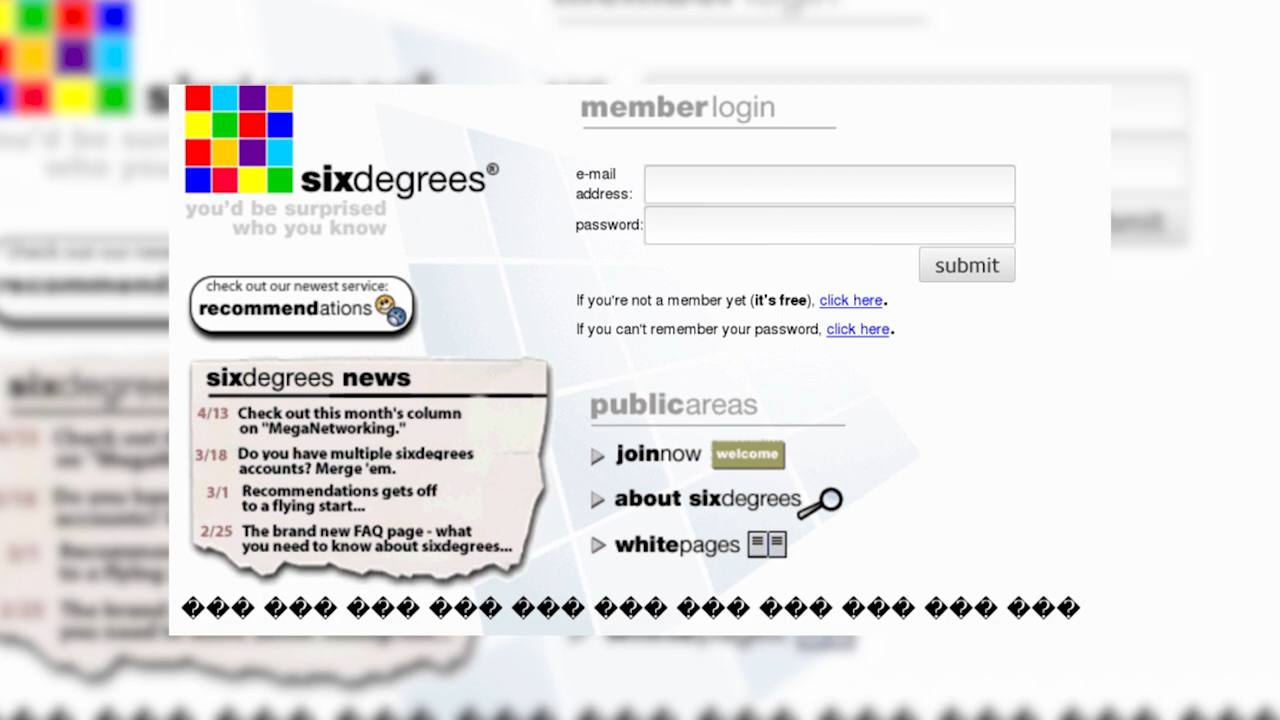 sixdegrees®
you'd be surprised
who you know
check out our newest service:
recommendations
sixdegrees news
4/13 Check out this month's column
on "MegaNetworking."
3/18 Do you have multiple sixdegrees
accounts? Merge 'em.
3/1 Recommendations gets off
to a flying start...
2/25 The brand new FAQ page - what
you need to know about sixdegrees...
memberlogin
e-mail
address:
password:
submit
If you're not a member yet (it's free), click here.
If you can't remember your password, click here.
publicareas
joinnow welcome
about sixdegrees
whitepages
��� ��� ��� ��� ��� ��� ��� ��� ��� ��� ���